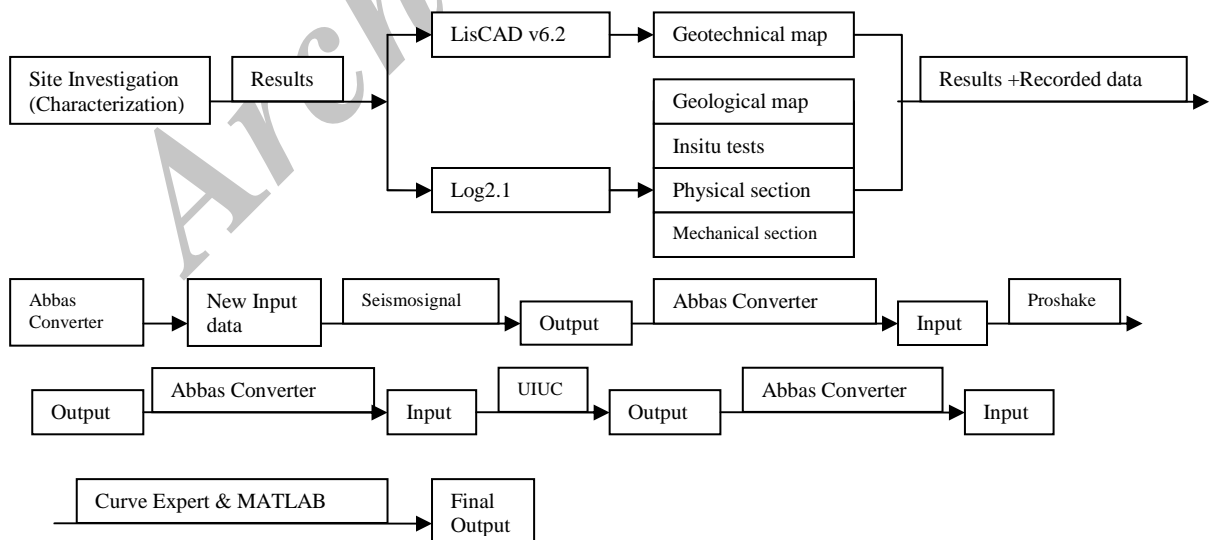 LisCAD v6.2
Geotechnical map
Site Investigation
(Characterization)
Results
Results +Recorded data
Geological map
Insitu tests
Log2.1
Physical section
Mechanical section
Abbas
Converter
New Input
data
Seismosignal
Output
Abbas Converter
Input
Proshake
Output
Abbas Converter
Input
UIUC
Output
Abbas Converter
Input
Curve Expert & MATLAB
Final
Output
Arch